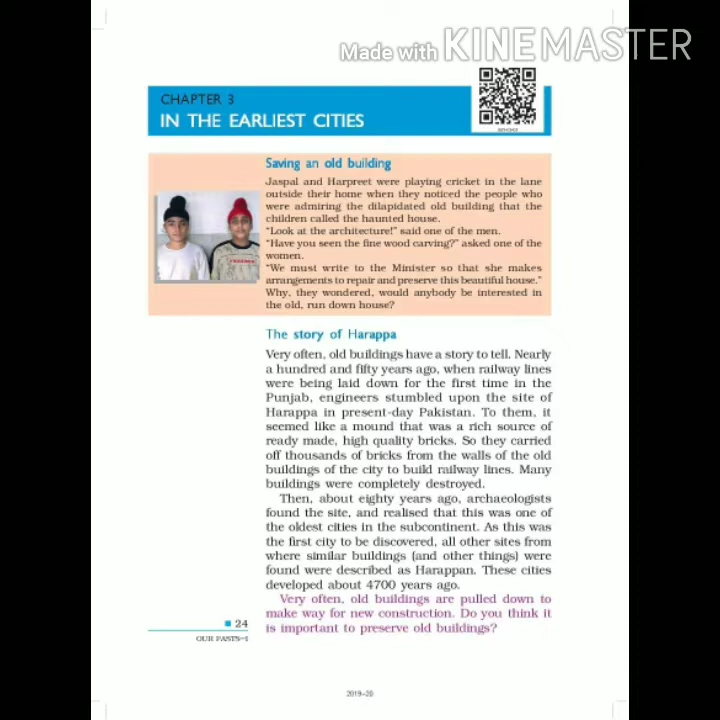 Made with KINEMASTER
CHAPTER 3
IN THE EARLIEST CITIES
Saving an old building
Jaspal and Harpreet were playing cricket in the lane
outside their home when they noticed the people who
were admiring the dilapidated old building that the
children called the haunted house.
"Look at the architecture!" said one of the men.
"Have you seen the fine wood carving?" asked one of the
women.
"We must write to the Minister so that she makes
arrangements to repair and preserve this beautiful house."
Why, they wondered, would anybody be interested in
the old, run down house?
The story of Harappa
Very often, old buildings have a story to tell. Nearly
a hundred and fifty years ago, when railway lines
were being laid down for the first time in the
Punjab, engineers stumbled upon the site of
Harappa in present-day Pakistan. To them, it
seemed like a mound that was a rich source of
ready made, high quality bricks. So they carried
off thousands of bricks from the walls of the old
buildings of the city to build railway lines. Many
buildings were completely destroyed.
Then, about eighty years ago, archaeologists
found the site, and realised that this was one of
the oldest cities in the subcontinent. As this was
the first city to be discovered, all other sites from
where similar buildings (and other things) were
found were described as Harappan. These cities
developed about 4700 years ago.
Very often, old buildings are pulled down to
make way for new construction. Do you think it
is important to preserve old buildings?
24
OUR PASTS–I
2019–20